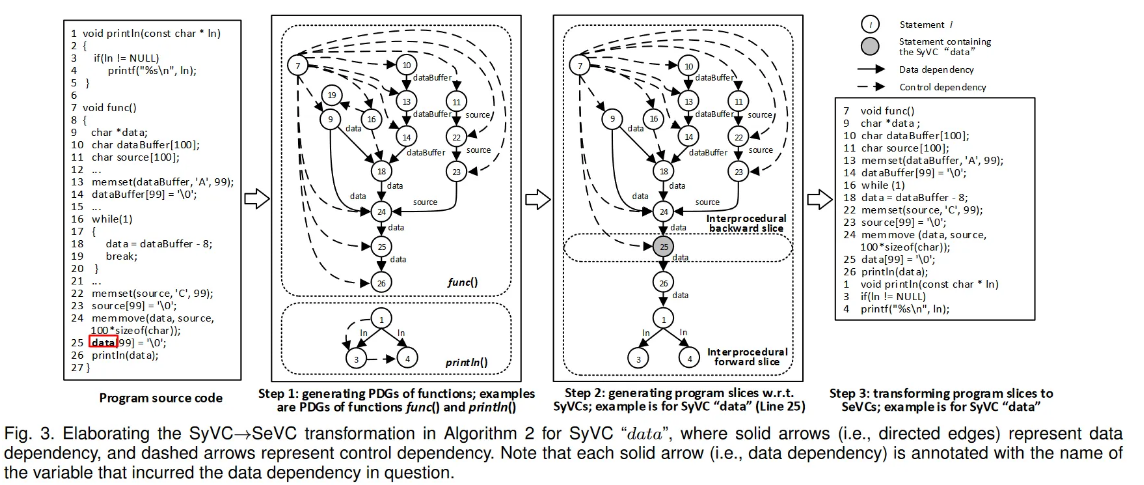 1 void println(const char * ln)
2 {
3 if(ln != NULL)
4 printf("%s\n", ln);
5 }
6
7 void func()
8 {
9 char *data;
10 char dataBuffer[100];
11 char source[100];
12 ...
13 memset(dataBuffer, 'A', 99);
14 dataBuffer[99] = '\0';
15 ...
16 while(1)
17 {
18 data = dataBuffer - 8;
19 break;
20 }
21 ...
22 memset(source, 'C', 99);
23 source[99] = '\0';
24 memmove(data, source,
100*sizeof(char));
25 data[99] = '\0';
26 println(data);
27 }
Program source code
7
10
dataBuffer
19
13
11
9
16
dataBuffer
source
data
14
22
dataBuffer
source
18
23
data
source
24
data
25
data
26
func()
1
ln
ln
3
4
println()
Step 1: generating PDGs of functions; examples
are PDGs of functions func() and println()
7
10
dataBuffer
13
11
9
16
dataBuffer
source
data
14
22
dataBuffer
source
18
23
data
source
24
Interprocedural
backward slice
data
25
data
26
data
1
ln
ln
3
4
Interprocedural
forward slice
Step 2: generating program slices w.r.t.
SyVCs; example is for SyVC "data" (Line 25)
l
Statement l
Statement containing
the SyVC "data"
Data dependency
Control dependency
7 void func()
9 char *data ;
10 char dataBuffer[100];
11 char source[100];
13 memset(dataBuffer, 'A', 99);
14 dataBuffer[99] = '\0';
16 while (1)
18 data = dataBuffer - 8;
22 memset(source, 'C', 99);
23 source[99] = '\0';
24 memmove (data, source,
100*sizeof(char));
25 data[99] = '\0';
26 println(data);
1 void println(const char * ln)
3 if(ln != NULL)
4 printf("%s\n", ln);
Step 3: transforming program slices to
SeVCs; example is for SyVC "data"
Fig. 3. Elaborating the SyVC→SeVC transformation in Algorithm 2 for SyVC "data", where solid arrows (i.e., directed edges) represent data
dependency, and dashed arrows represent control dependency. Note that each solid arrow (i.e., data dependency) is annotated with the name of
the variable that incurred the data dependency in question.